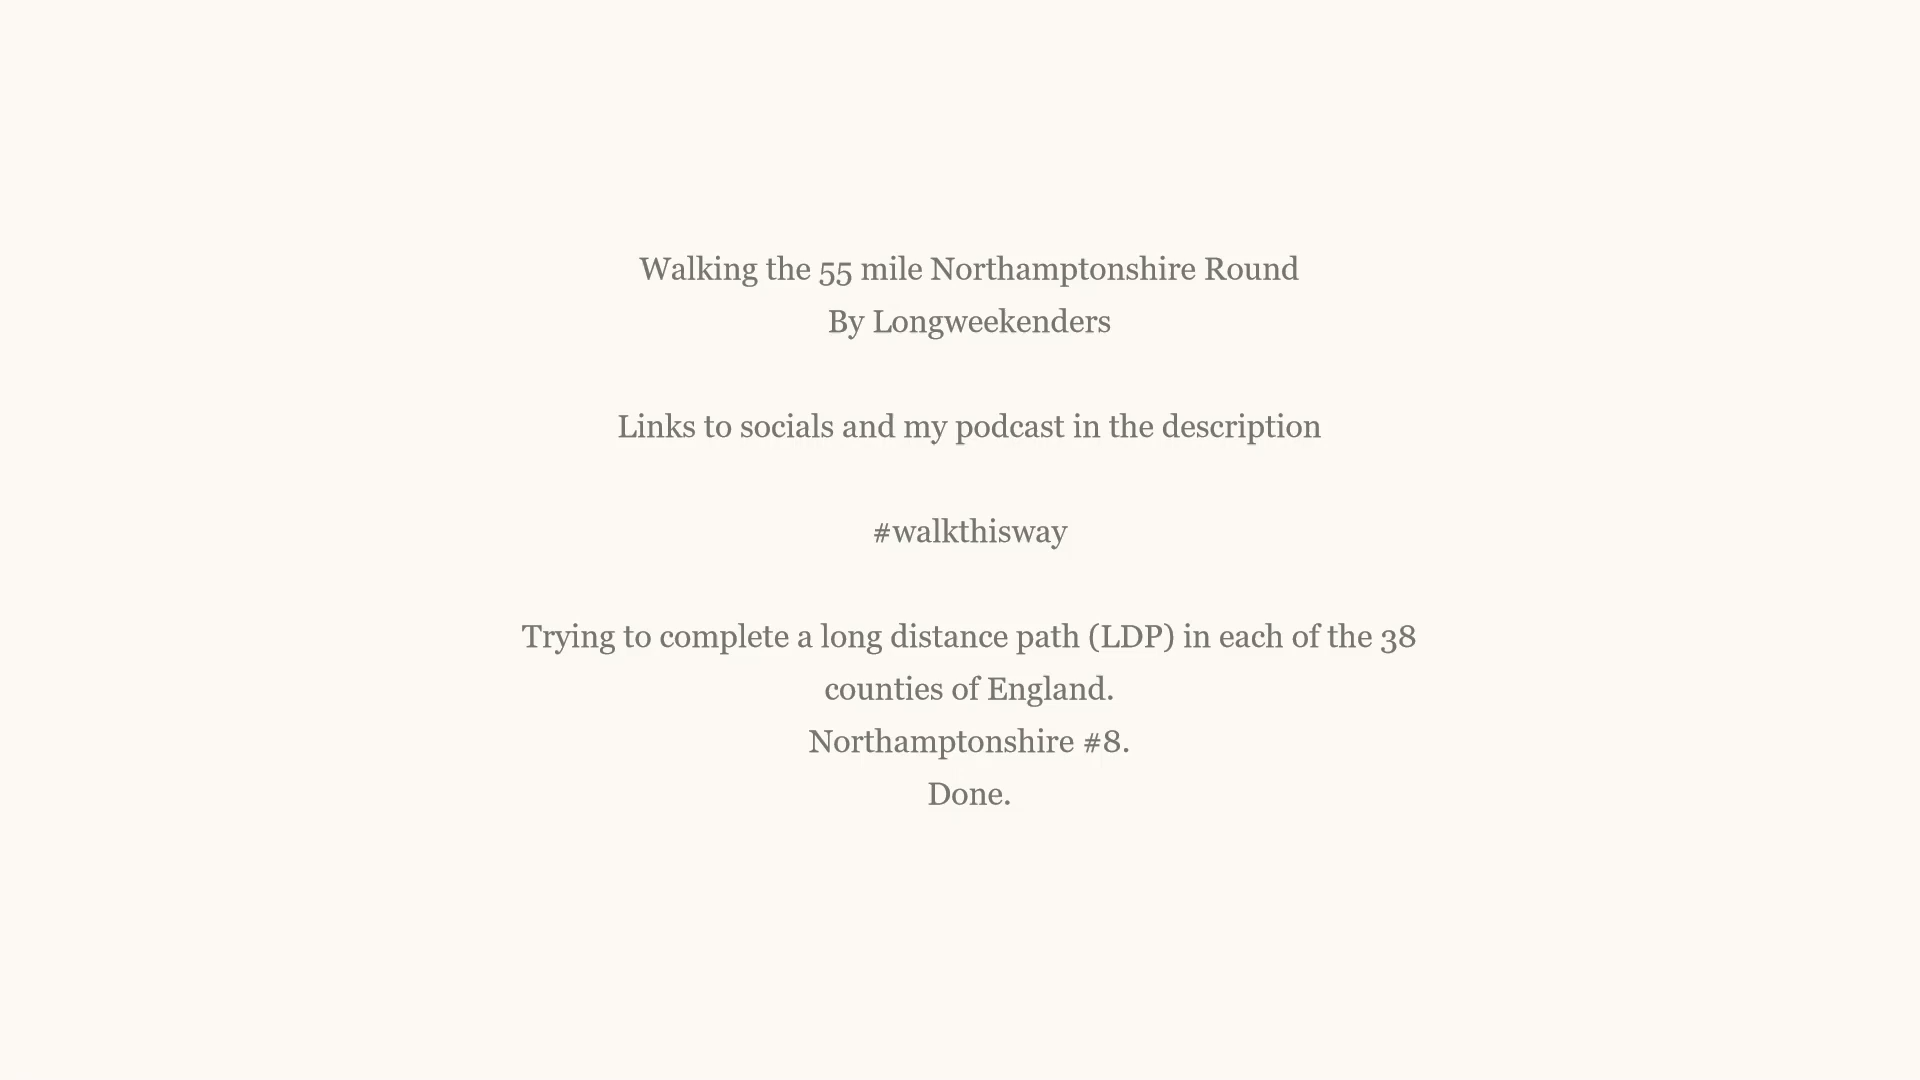 Walking the 55 mile Northamptonshire Round
By Longweekenders
Links to socials and my podcast in the description
#walkthisway
Trying to complete a long distance path (LDP) in each of the 38
counties of England.
Northamptonshire #8.
Done.